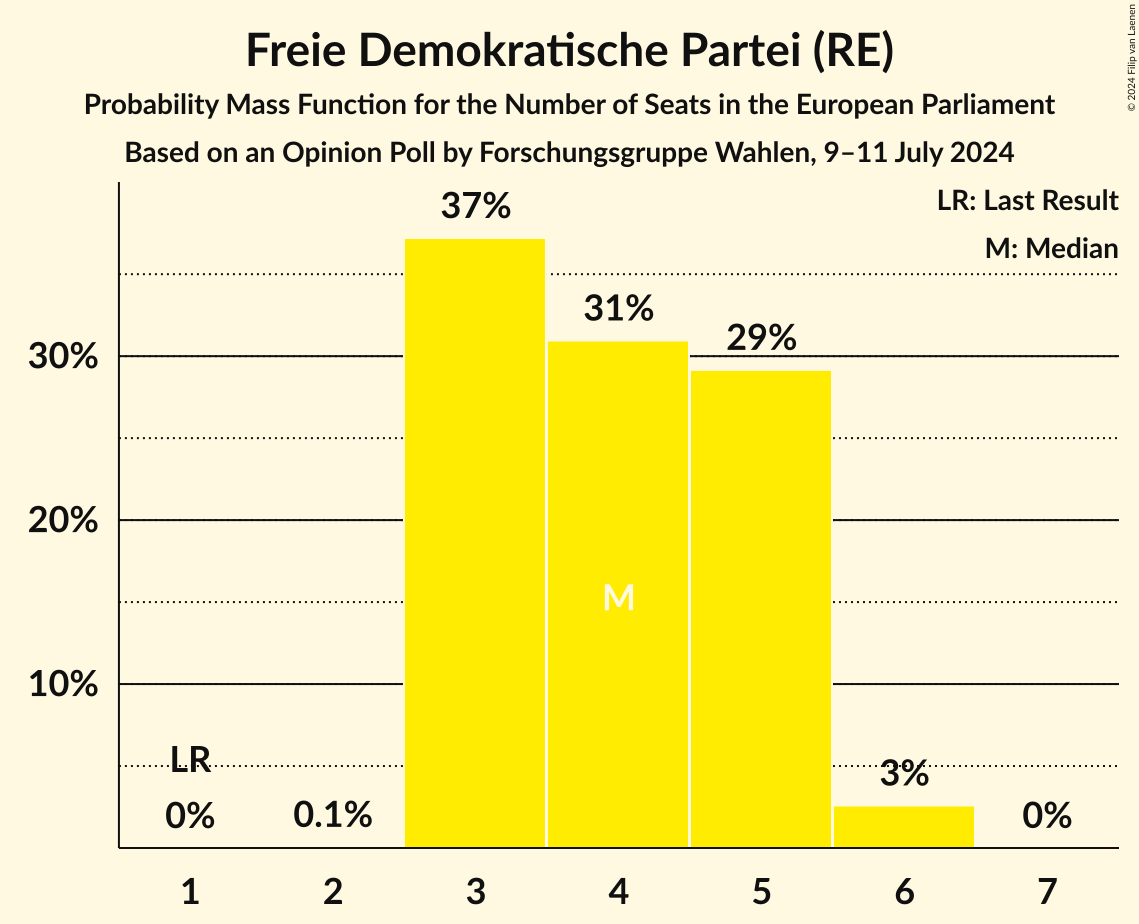 Freie Demokratische Partei (RE)
Probability Mass Function for the Number of Seats in the European Parliament
Based on an Opinion Poll by Forschungsgruppe Wahlen, 9–11 July 2024
© 2024 Filip van Laenen
LR: Last Result
M: Median
37%
31%
29%
30%
20%
10%
M
LR
0%
0.1%
3%
0%
1 2 3 4 5 6 7